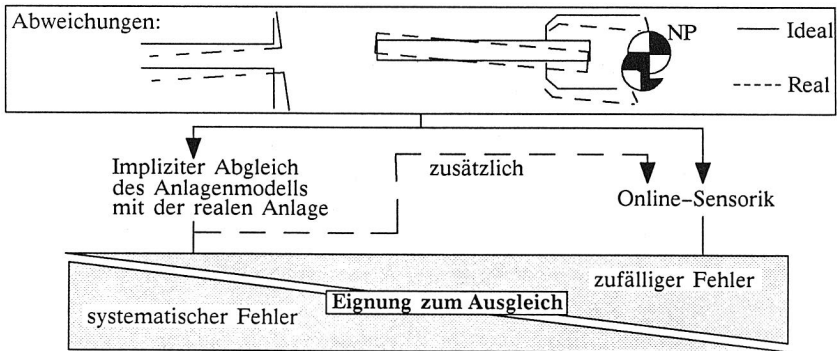 Abweichungen:
NP
Ideal
Real
Impliziter Abgleich
des Anlagenmodells
mit der realen Anlage
zusätzlich
Online-Sensorik
zufälliger Fehler
Eignung zum Ausgleich
systematischer Fehler